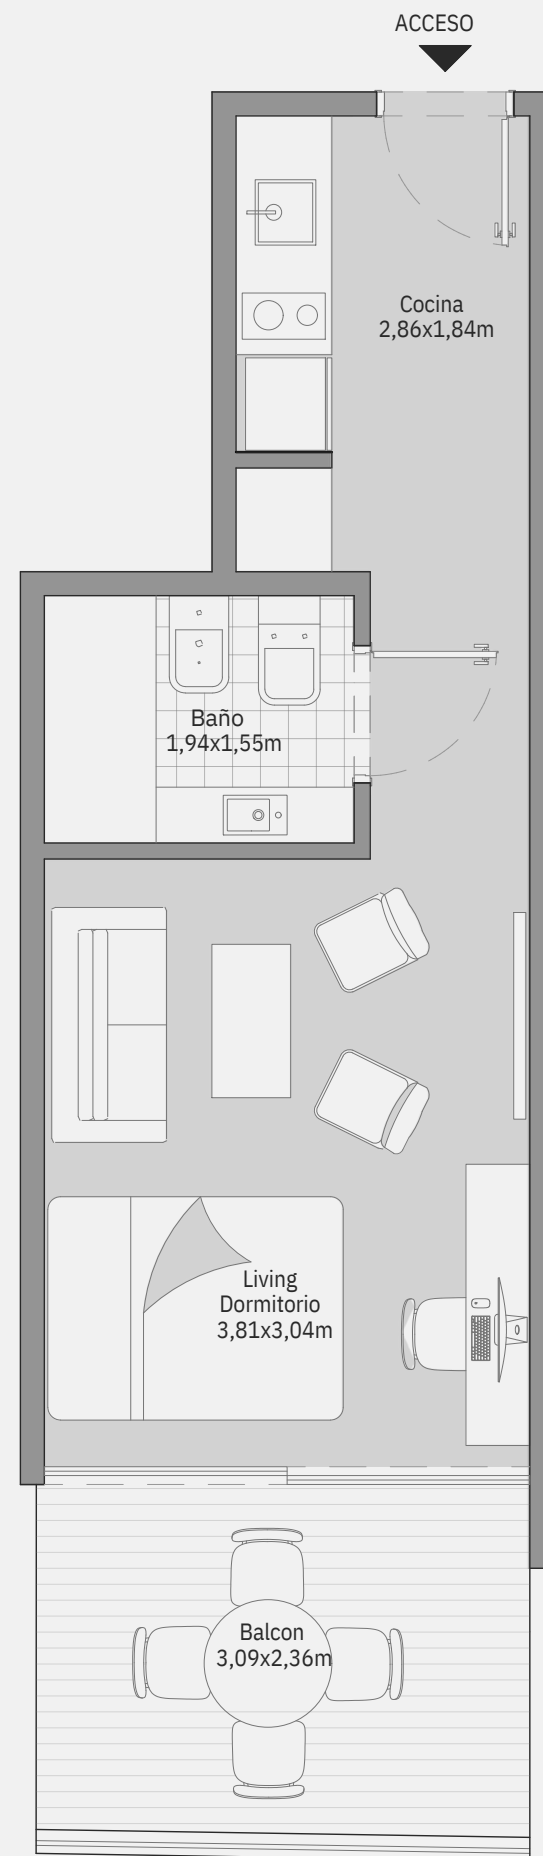 ACCESO
Cocina
2,86x1,84m
Baño
1,94x1,55m
Living
Dormitorio
3,81x3,04m
Balcon
3,09x2,36m